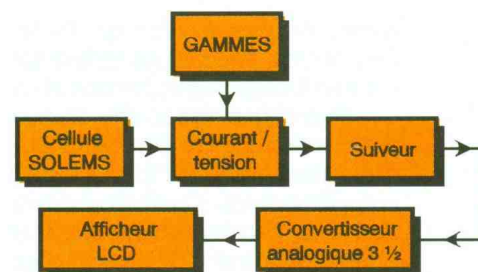 GAMMES
Cellule
SOLEMS
Courant /
tension
Suiveur
Afficheur
LCD
Convertisseur
analogique 3 ½